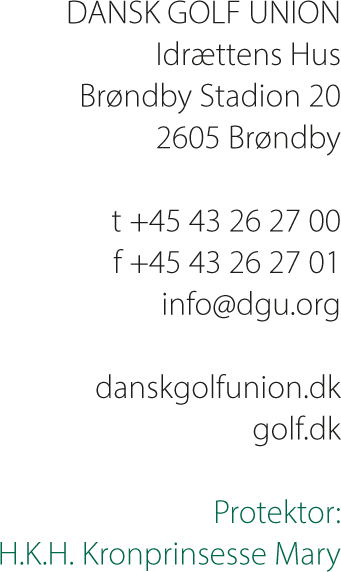 DANSK GOLF UNION
Idrættens Hus
Brøndby Stadion 20
2605 Brøndby
t +45 43 26 27 00
f +45 43 26 27 01
info@dgu.org
danskgolfunion.dk
golf.dk
Protektor:
H.K.H. Kronprinsesse Mary